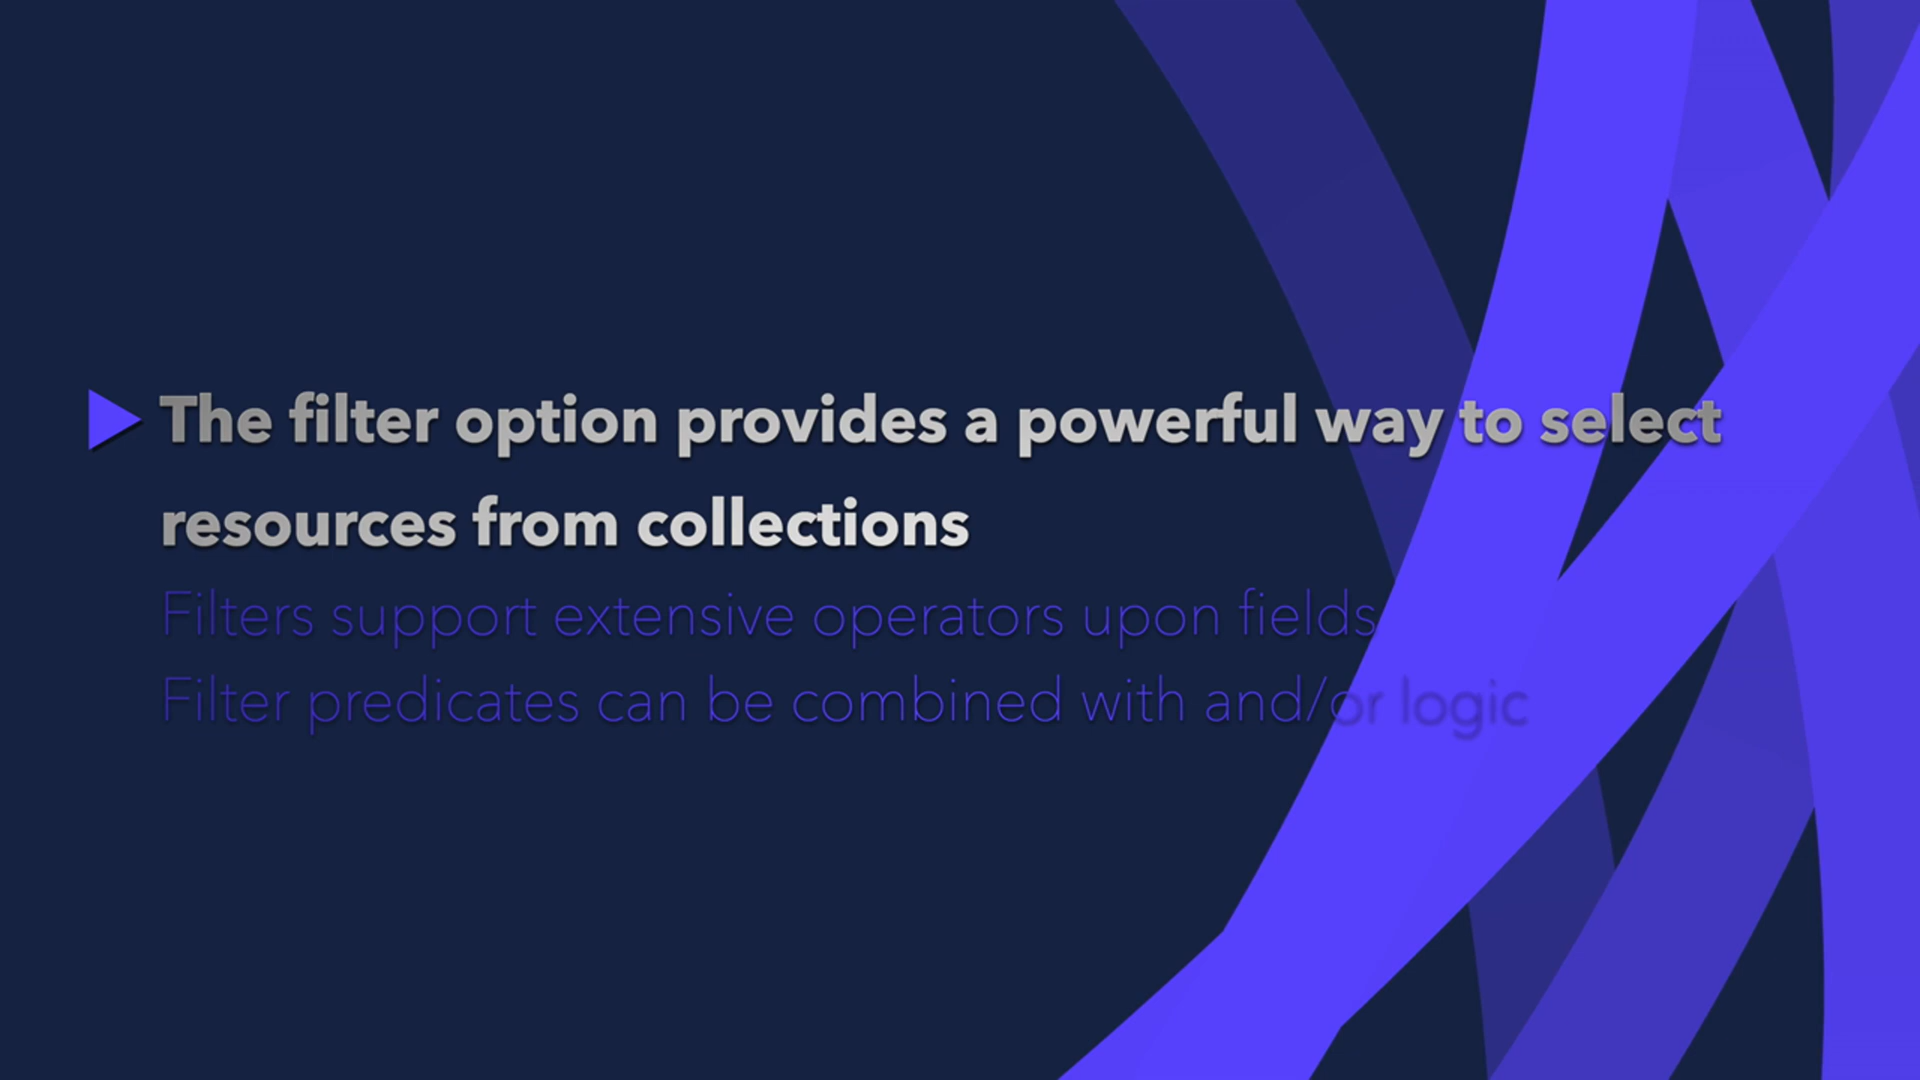 The filter option provides a powerful way to select
resources from collections
Filters support extensive operators upon fields
Filter predicates can be combined with and/or logic